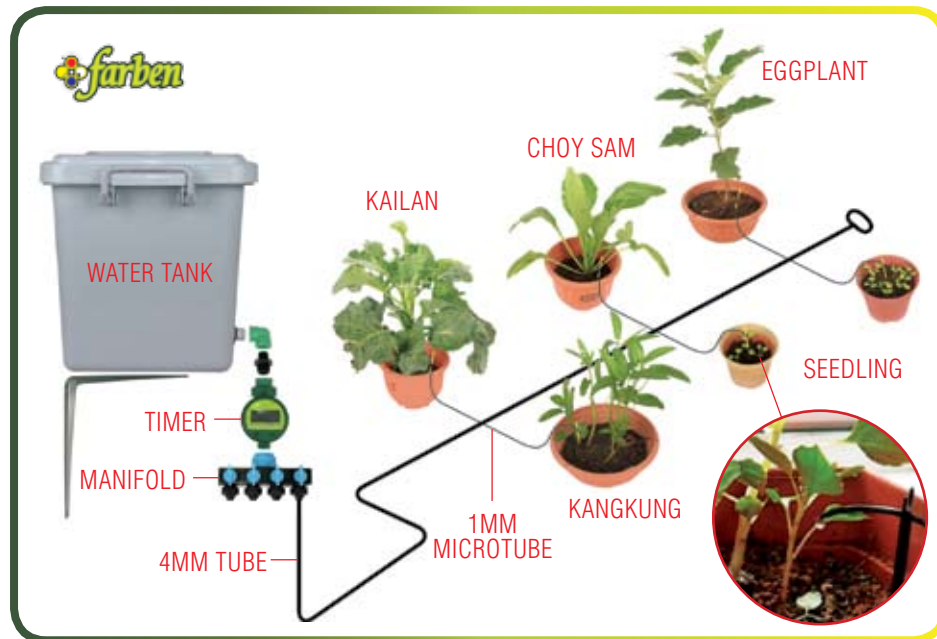 farben
EGGPLANT
CHOY SAM
KAILAN
WATER TANK
SEEDLING
TIMER
MANIFOLD
KANGKUNG
1MM
MICROTUBE
4MM TUBE